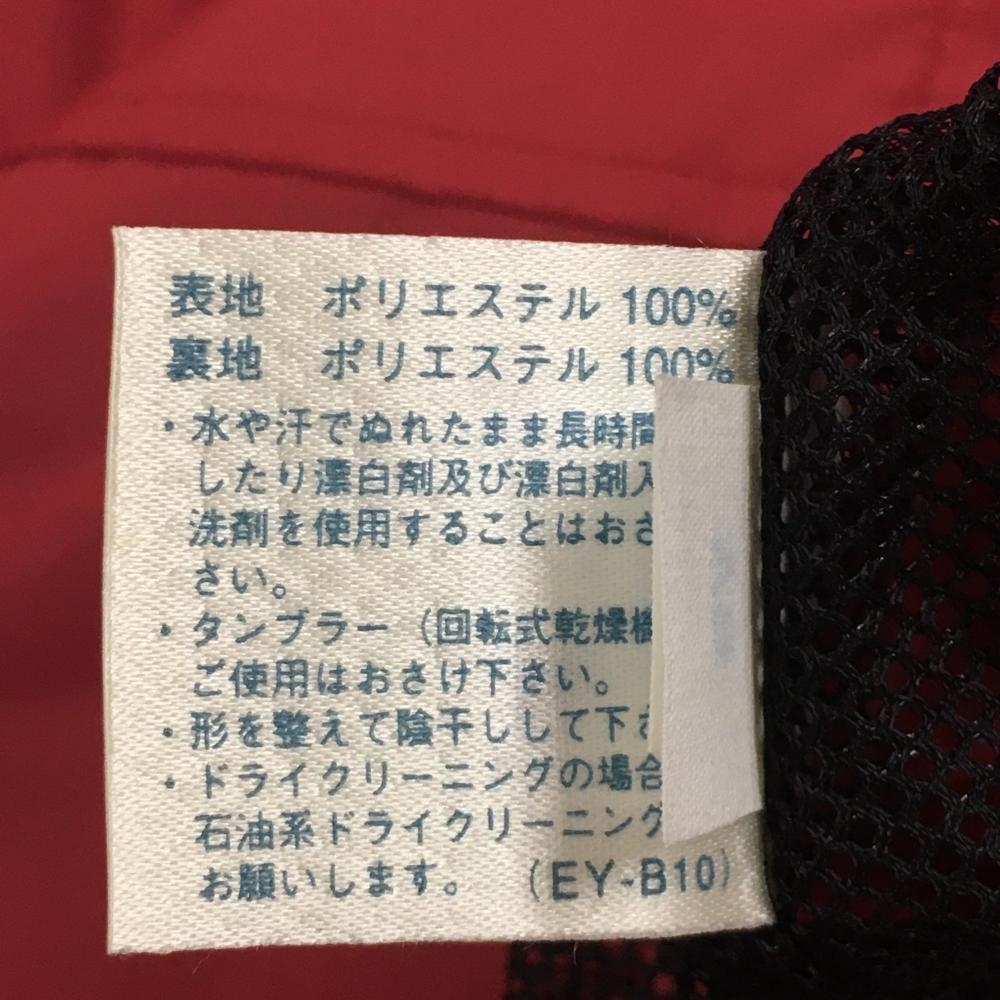 表地 ポリエステル 100%
裏地 ポリエステル 100%
・水や汗でぬれたまま長時間
したり漂白剤及び漂白剤入
洗剤を使用することはおさ
さい。
・タンブラー（回転式乾燥機
ご使用はおさけ下さい。
・形を整えて陰干しして下さ
・ドライクリーニングの場合
石油系ドライクリーニング
お願いします。（EY-B10）